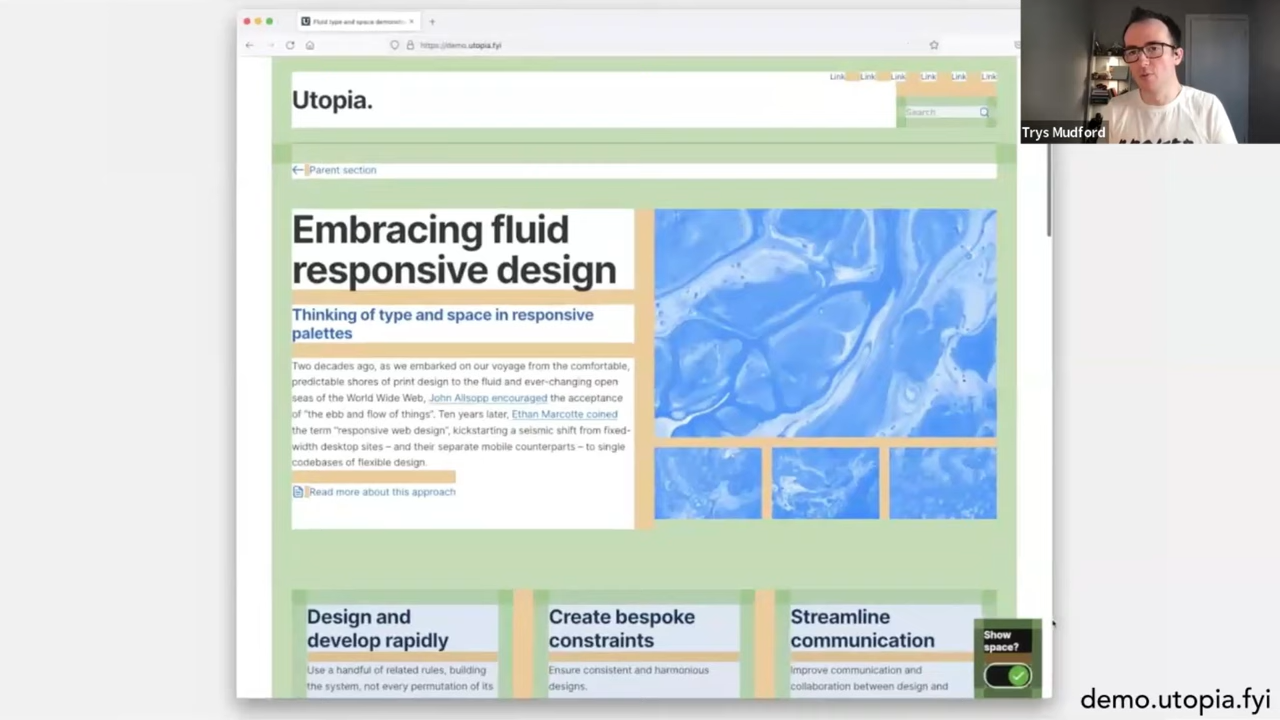 Fluid type and space demonstra
https://demo.utopia.fyi
Trys Mudford
Link Link Link Link Link Link
Utopia.
Search
Parent section
Embracing fluid
responsive design
Thinking of type and space in responsive
palettes
Two decades ago, as we embarked on our voyage from the comfortable,
predictable shores of print design to the fluid and ever-changing open
seas of the World Wide Web, John Allsopp encouraged the acceptance
of "the ebb and flow of things". Ten years later, Ethan Marcotte coined
the term "responsive web design", kickstarting a seismic shift from fixed-
width desktop sites – and their separate mobile counterparts – to single
codebases of flexible design.
Read more about this approach
Design and
develop rapidly
Use a handful of related rules, building
the system, not every permutation of its
Create bespoke
constraints
Ensure consistent and harmonious
designs.
Streamline
communication
Improve communication and
collaboration between design and
Show
space?
demo.utopia.fyi